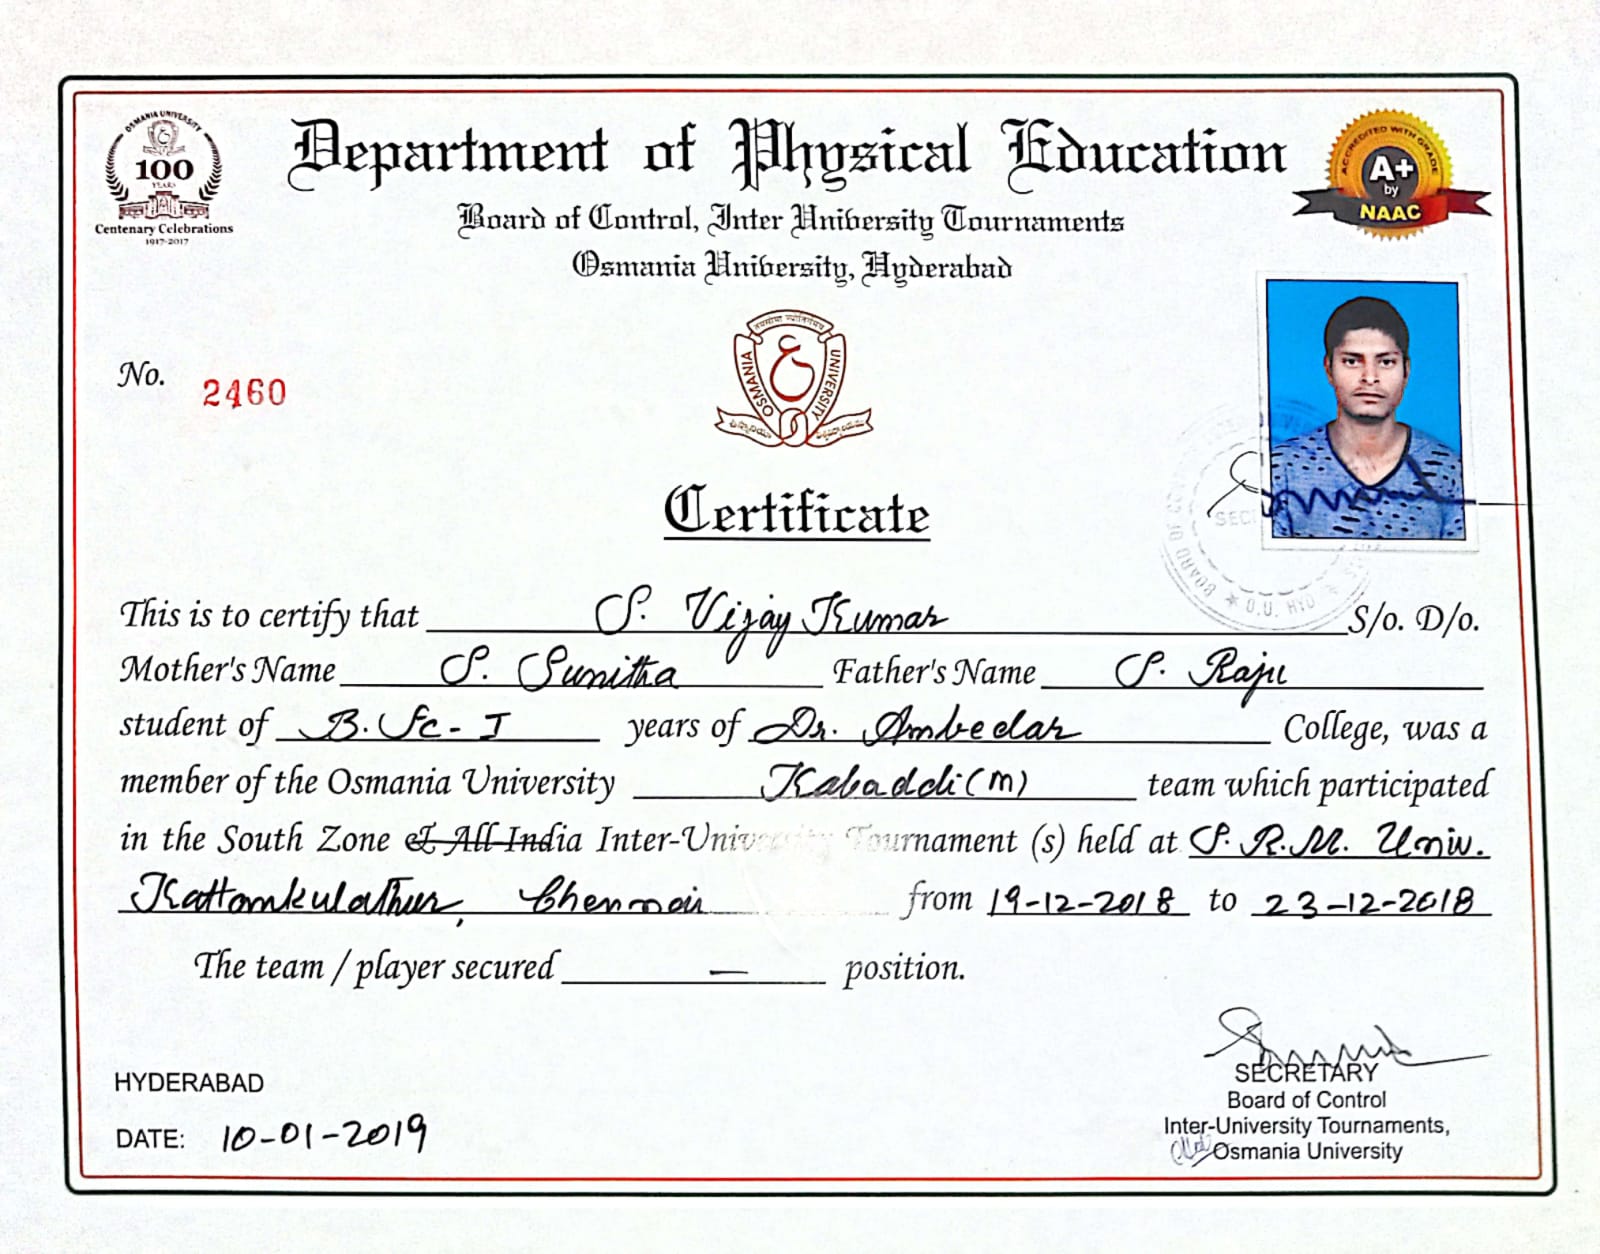 OSMANIA UNIVERSITY
100
YEARS
Centenary Celebrations
1917-2017
Department of Physical Education
Board of Control, Inter University Tournaments
Osmania University, Hyderabad
ACCREDITED WITH GRADE
A+
by
NAAC
No. 2460
OSMANIA UNIVERSITY
Certificate
BOARD OF
SEC
O.U. HYD
This is to certify that S. Vijay Kumar S/o. D/o.
Mother's Name S. Sunitha Father's Name S. Raju
student of B.Sc-I years of Dr. Ambedar College, was a
member of the Osmania University Kabaddi(M) team which participated
in the South Zone & All India Inter-University Tournament (s) held at S.R.M. Univ.
Kattankulathur, Chennai from 19-12-2018 to 23-12-2018
The team / player secured — position.
HYDERABAD
DATE: 10-01-2019
SECRETARY
Board of Control
Inter-University Tournaments,
Osmania University